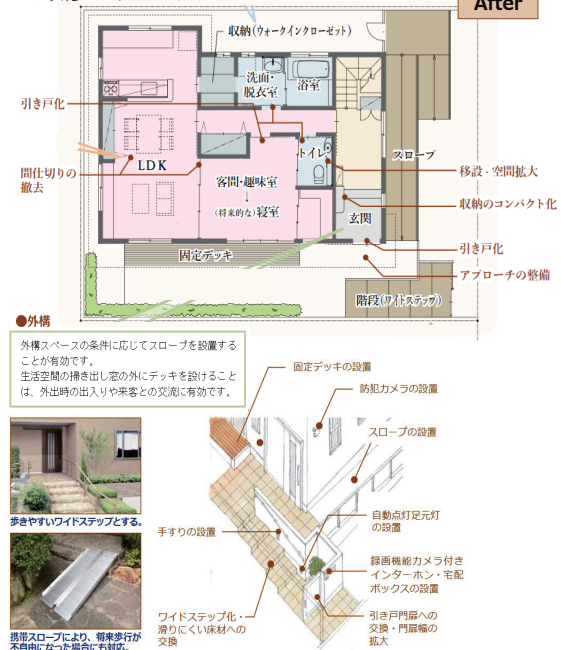 After
収納(ウォークインクローゼット)
洗面・
脱衣室
浴室
引き戸化
トイレ
スロープ
LDK
間仕切りの
撤去
移設・空間拡大
客間・趣味室
↓
(将来的な)寝室
収納のコンパクト化
玄関
引き戸化
固定デッキ
アプローチの整備
階段(ワイドステップ)
●外構
外構スペースの条件に応じてスロープを設置する
ことが有効です。
生活空間の掃き出し窓の外にデッキを設けること
は、外出時の出入りや来客との交流に有効です。
固定デッキの設置
防犯カメラの設置
スロープの設置
歩きやすいワイドステップとする。
手すりの設置
自動点灯足元灯
の設置
録画機能カメラ付き
インターホン・宅配
ボックスの設置
ワイドステップ化・
滑りにくい床材への
交換
引き戸門扉への
交換・門扉幅の
拡大
携帯スロープにより、将来歩行が
不自由になった場合にも対応。